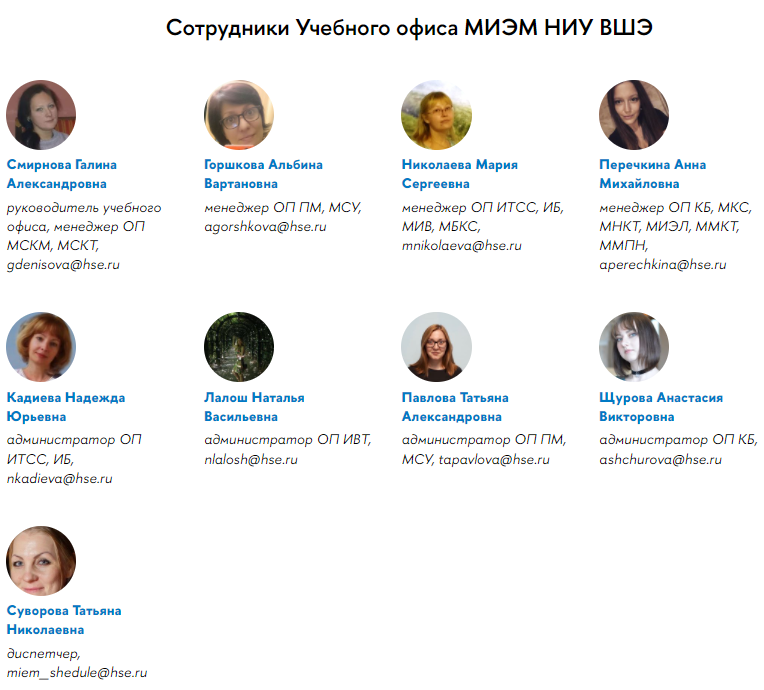 Сотрудники Учебного офиса МИЭМ НИУ ВШЭ
Смирнова Галина
Александровна
руководитель учебного
офиса, менеджер ОП
МСКМ, МСКТ,
gdenisova@hse.ru
Горшкова Альбина
Вартановна
менеджер ОП ПМ, МСУ,
agorshkova@hse.ru
Николаева Мария
Сергеевна
менеджер ОП ИТСС, ИБ,
МИВ, МБКС,
mnikolaeva@hse.ru
Перечкина Анна
Михайловна
менеджер ОП КБ, МКС,
МНКТ, МИЭЛ, ММКТ,
ММПН,
aperechkina@hse.ru
Кадиева Надежда
Юрьевна
администратор ОП
ИТСС, ИБ,
nkadieva@hse.ru
Лалош Наталья
Васильевна
администратор ОП ИВТ,
nlalosh@hse.ru
Павлова Татьяна
Александровна
администратор ОП ПМ,
МСУ, tapavlova@hse.ru
Щурова Анастасия
Викторовна
администратор ОП КБ,
ashchurova@hse.ru
Суворова Татьяна
Николаевна
диспетчер,
miem_shedule@hse.ru